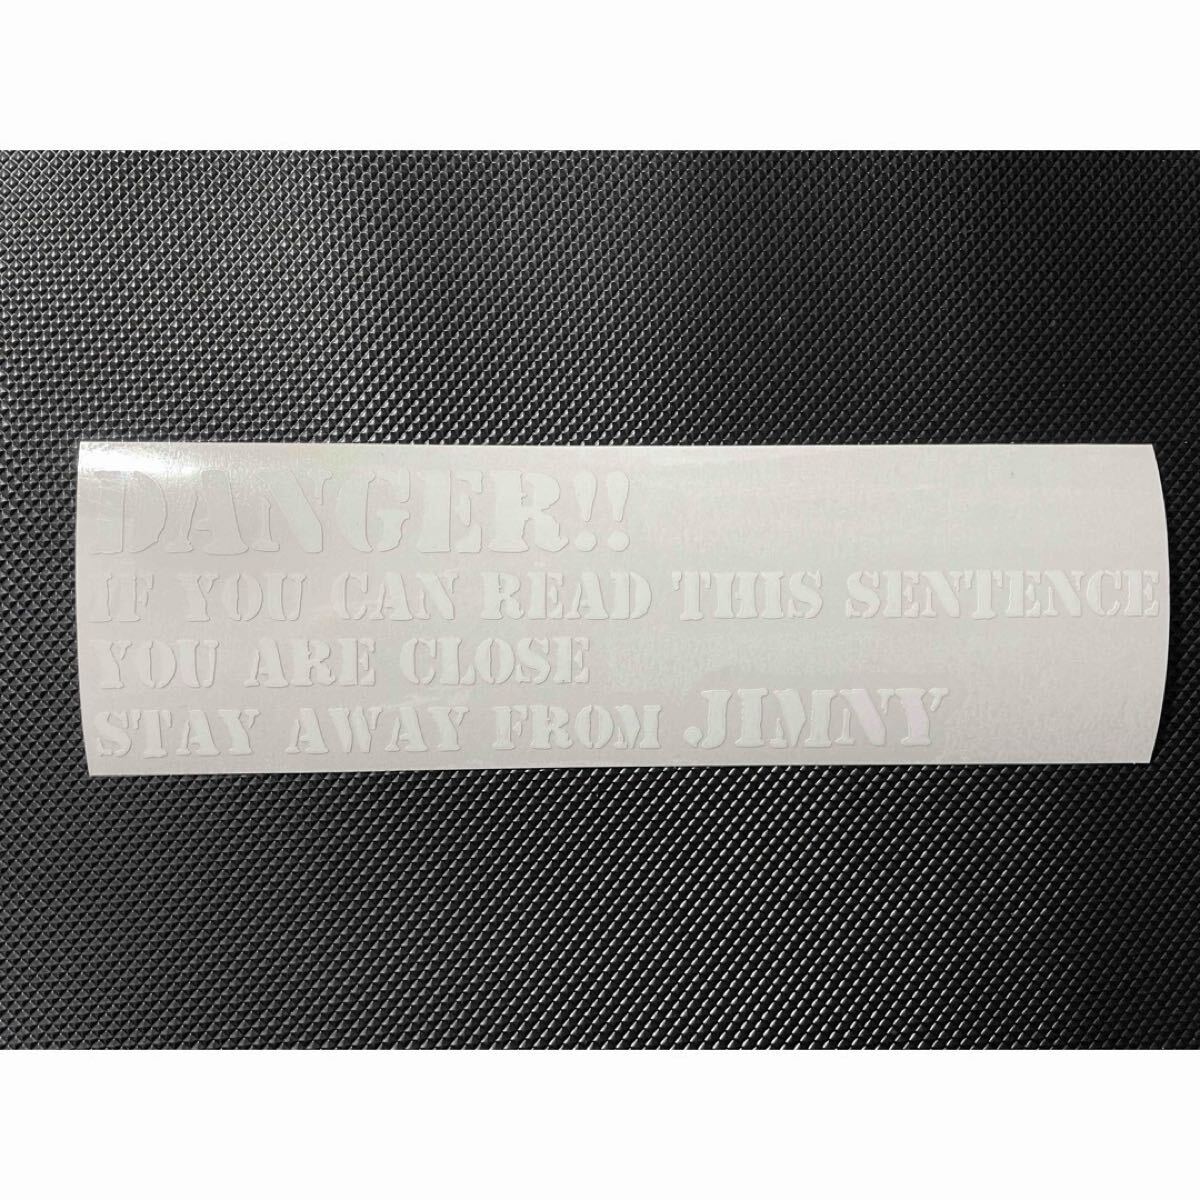 DANGER!!
IF YOU CAN READ THIS SENTENCE
YOU ARE CLOSE
STAY AWAY FROM JIMNY